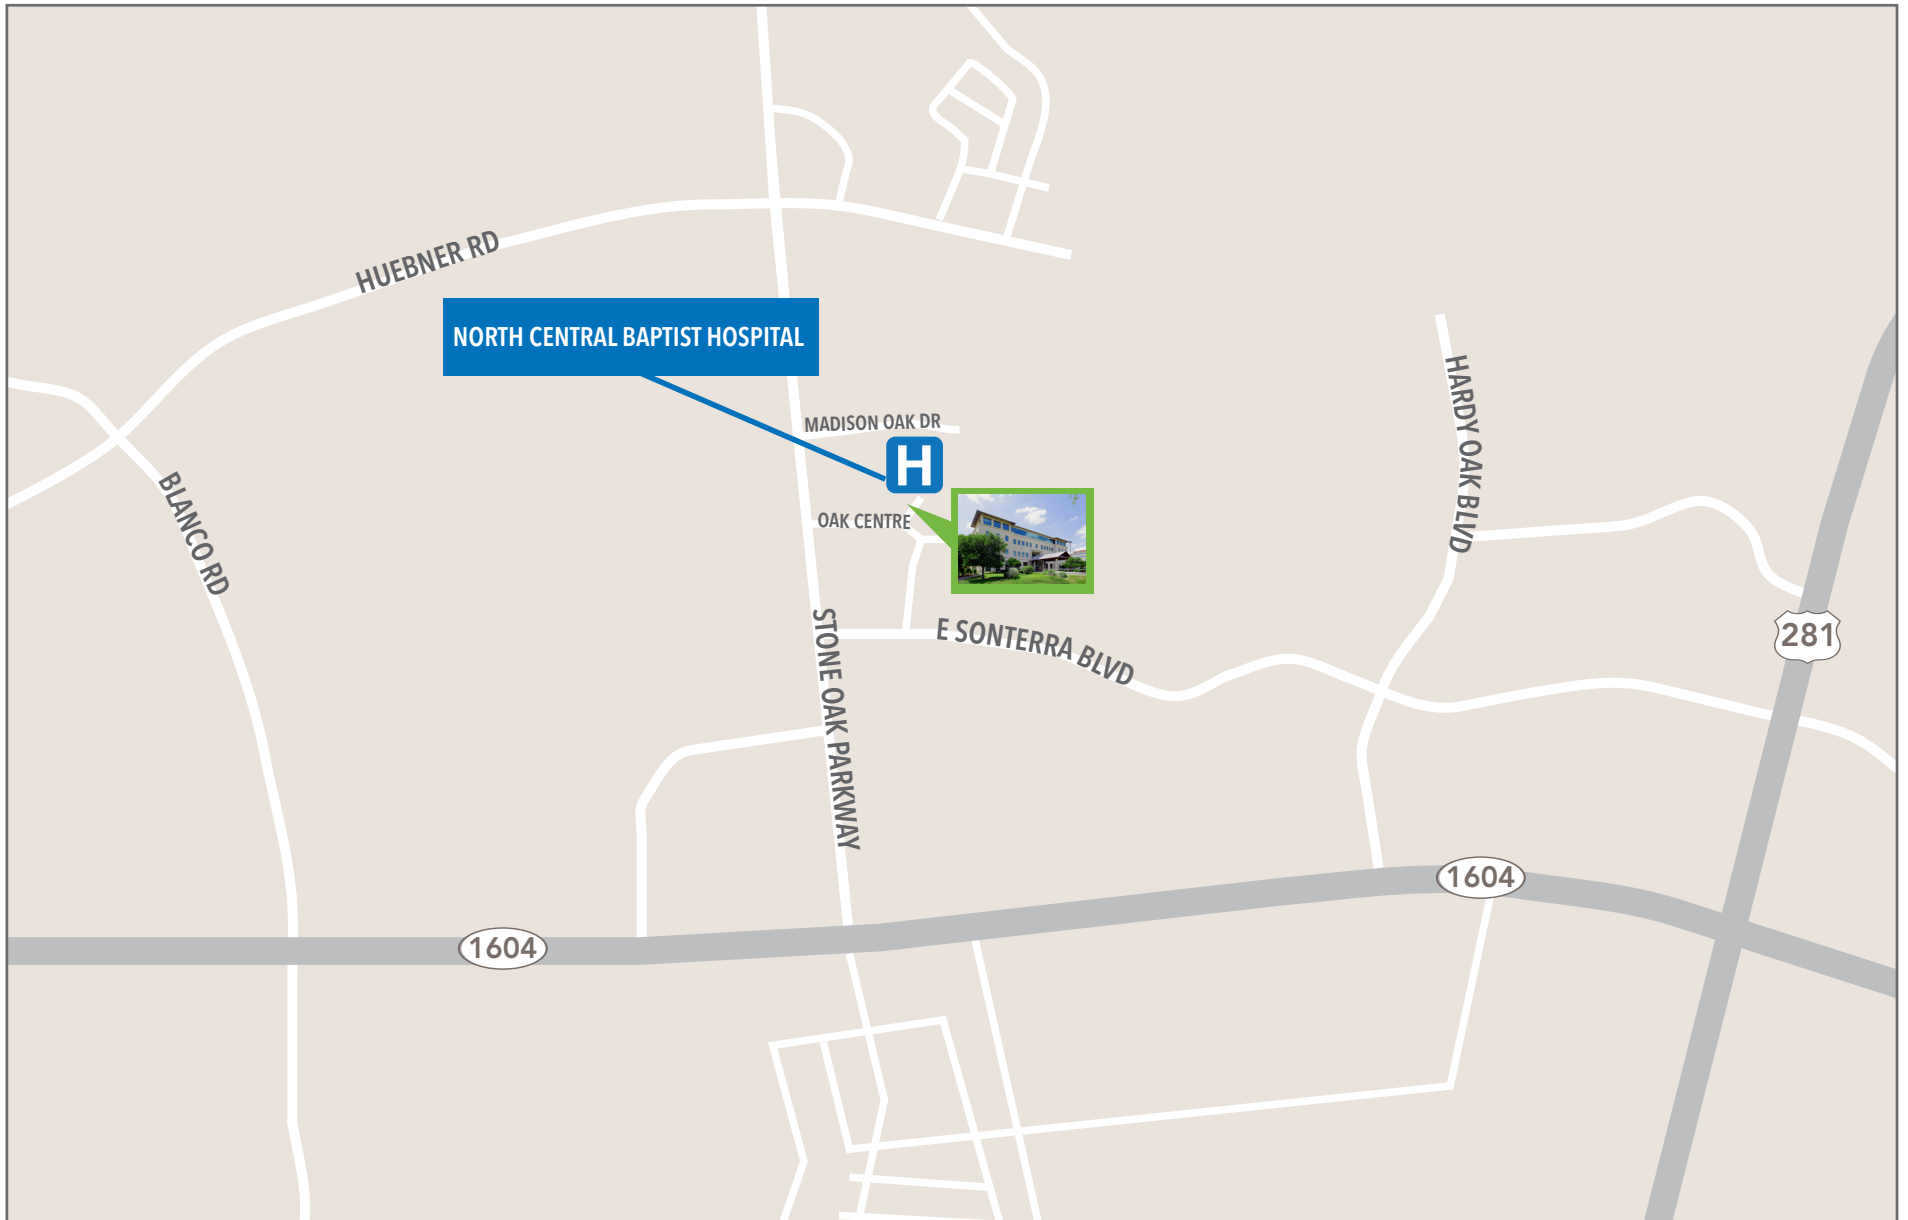 HUEBNER RD
NORTH CENTRAL BAPTIST HOSPITAL
MADISON OAK DR
H
HARDY OAK BLVD
BLANCO RD
OAK CENTRE
STONE OAK PARKWAY
E SONTERRA BLVD
281
1604
1604